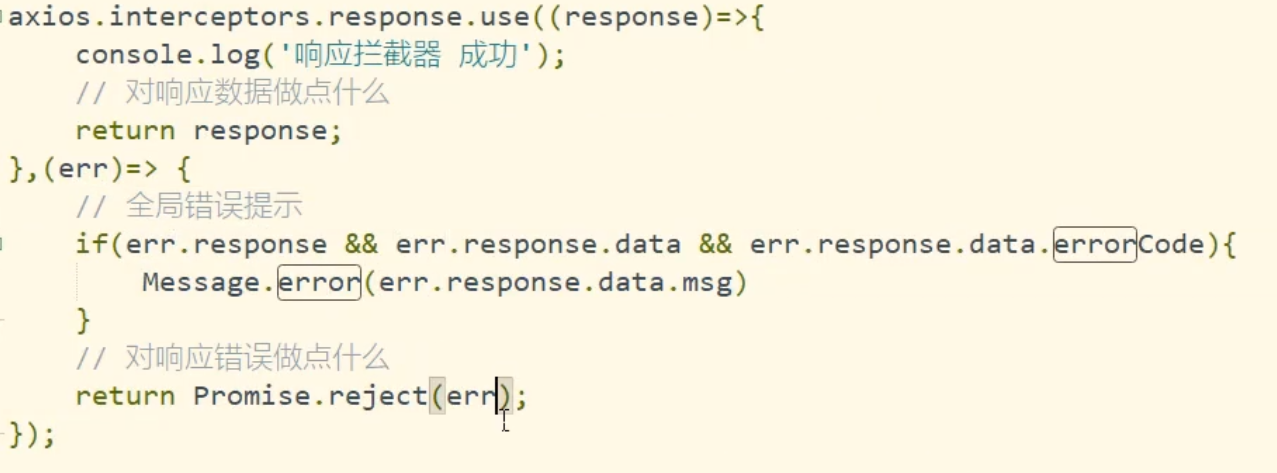 axios.interceptors.response.use((response)=>{
console.log('响应拦截器 成功');
// 对响应数据做点什么
return response;
},(err)=> {
// 全局错误提示
if(err.response && err.response.data && err.response.data.errorCode){
Message.error(err.response.data.msg)
}
// 对响应错误做点什么
return Promise.reject(err);
});